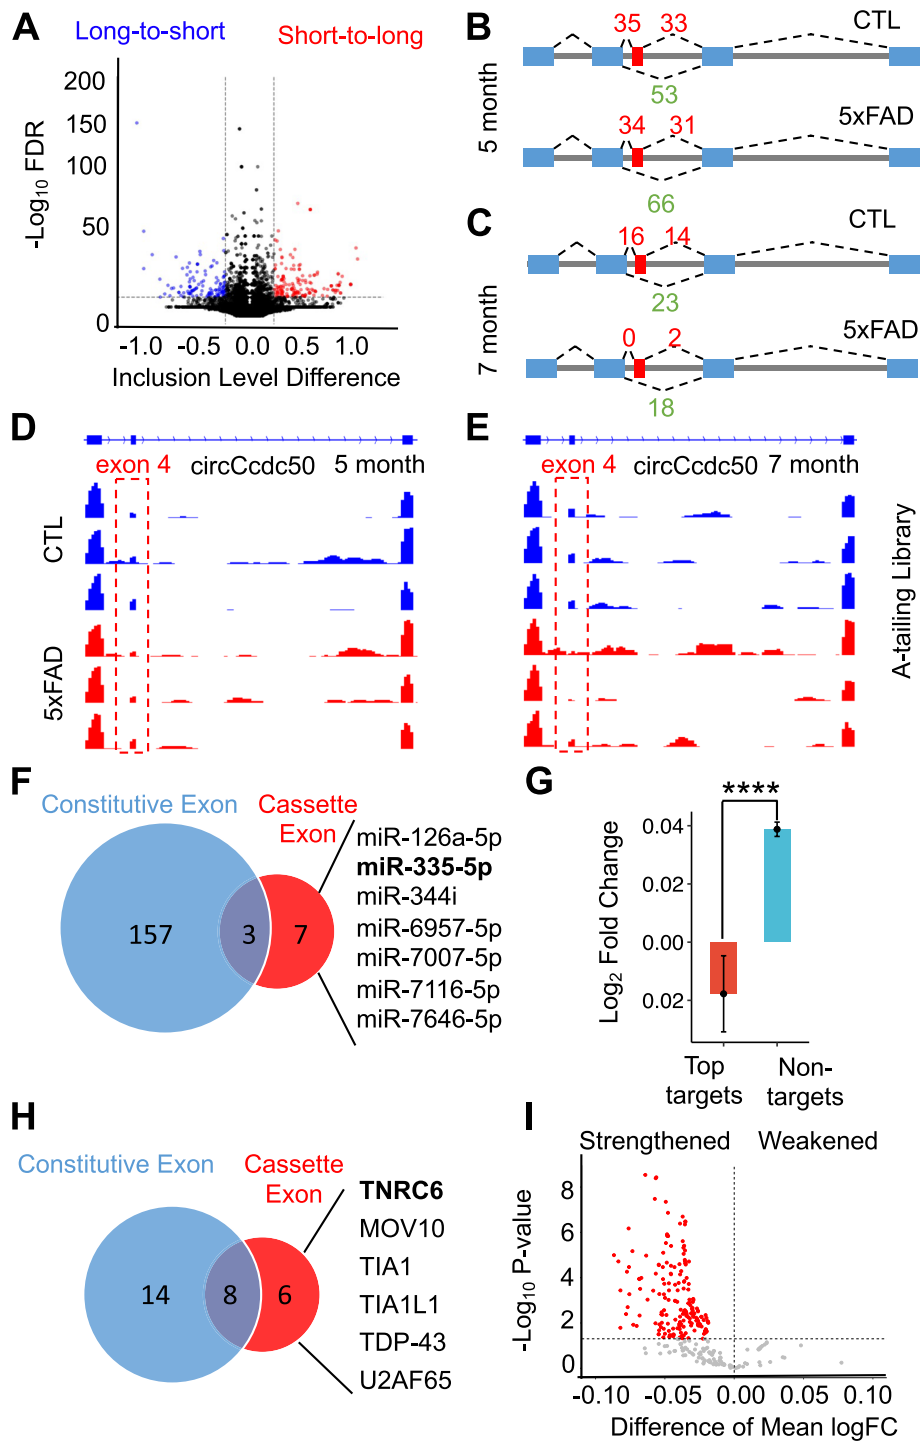 A
Long-to-short
Short-to-long
200
150
100
50
0
-Log10 FDR
-1.0 -0.5 0.0 0.5 1.0
Inclusion Level Difference
B
5 month
35 33
CTL
53
34 31
5xFAD
66
C
7 month
16 14
CTL
23
0 2
5xFAD
18
D
exon 4 circCcdc50 5 month
CTL
5xFAD
E
exon 4 circCcdc50 7 month
A-tailing Library
F
Constitutive Exon
Cassette
Exon
157 3 7
miR-126a-5p
miR-335-5p
miR-344i
miR-6957-5p
miR-7007-5p
miR-7116-5p
miR-7646-5p
G
****
0.04
0.02
0.00
0.02
Log2 Fold Change
Top
targets
Non-
targets
H
Constitutive Exon
Cassette
Exon
14 8 6
TNRC6
MOV10
TIA1
TIA1L1
TDP-43
U2AF65
I
Strengthened Weakened
8
6
4
2
0
-Log10 P-value
-0.10 -0.05 0.00 0.05 0.10
Difference of Mean logFC